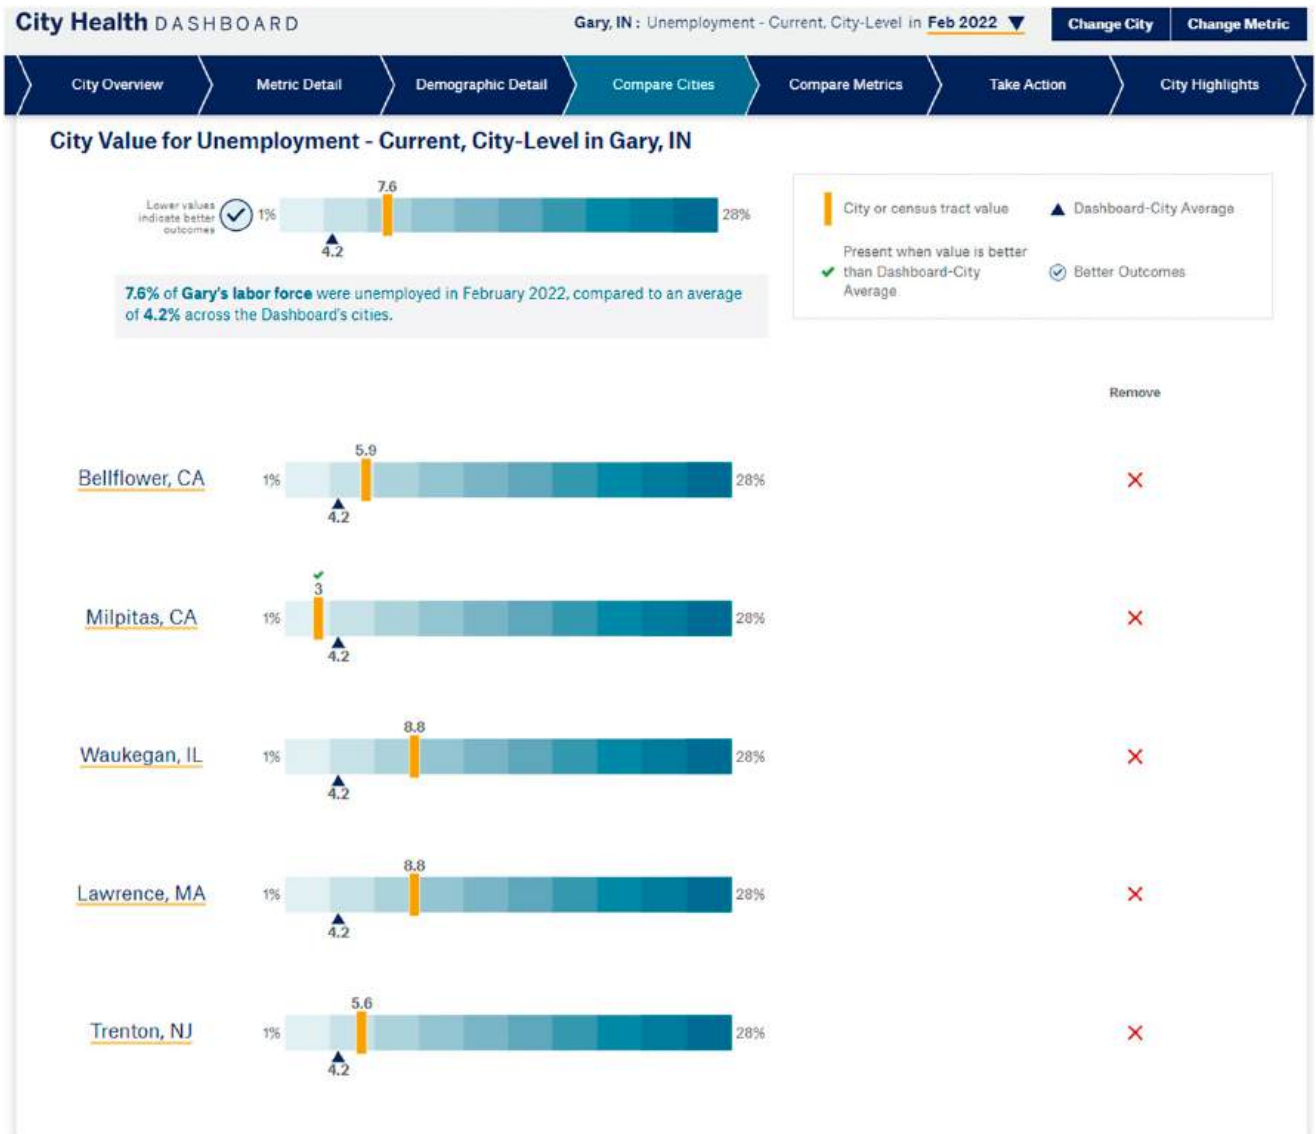 City Health DASHBOARD
Gary, IN : Unemployment - Current, City-Level in Feb 2022 ▼
Change City
Change Metric
City Overview
Metric Detail
Demographic Detail
Compare Cities
Compare Metrics
Take Action
City Highlights
City Value for Unemployment - Current, City-Level in Gary, IN
Lower values
indicate better
outcomes
1%
7.6
28%
4.2
7.6% of Gary's labor force were unemployed in February 2022, compared to an average
of 4.2% across the Dashboard's cities.
City or census tract value
Dashboard-City Average
Present when value is better
than Dashboard-City
Average
Better Outcomes
Remove
Bellflower, CA
1%
5.9
28%
4.2
Milpitas, CA
1%
3
28%
4.2
Waukegan, IL
1%
8.8
28%
4.2
Lawrence, MA
1%
8.8
28%
4.2
Trenton, NJ
1%
5.6
28%
4.2